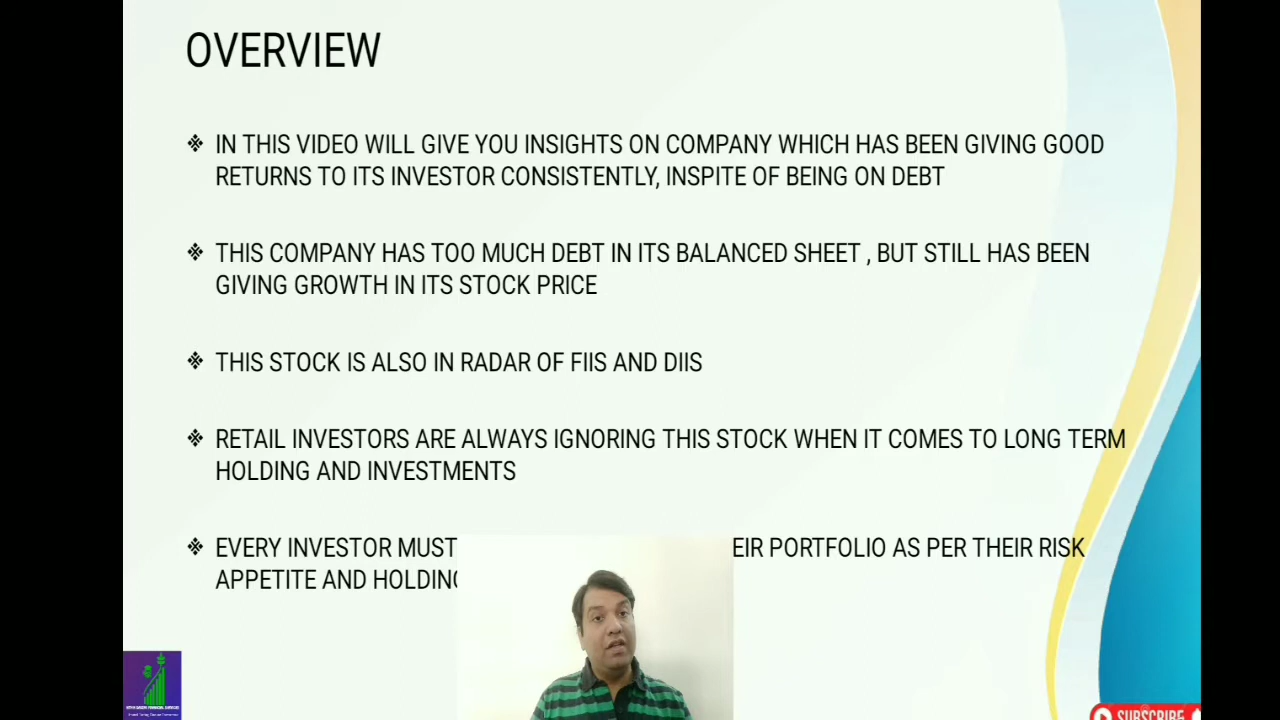 OVERVIEW
IN THIS VIDEO WILL GIVE YOU INSIGHTS ON COMPANY WHICH HAS BEEN GIVING GOOD
RETURNS TO ITS INVESTOR CONSISTENTLY, INSPITE OF BEING ON DEBT
THIS COMPANY HAS TOO MUCH DEBT IN ITS BALANCED SHEET , BUT STILL HAS BEEN
GIVING GROWTH IN ITS STOCK PRICE
THIS STOCK IS ALSO IN RADAR OF FIIS AND DIIS
RETAIL INVESTORS ARE ALWAYS IGNORING THIS STOCK WHEN IT COMES TO LONG TERM
HOLDING AND INVESTMENTS
EVERY INVESTOR MUST EIR PORTFOLIO AS PER THEIR RISK
APPETITE AND HOLDING
SUBSCRIBE